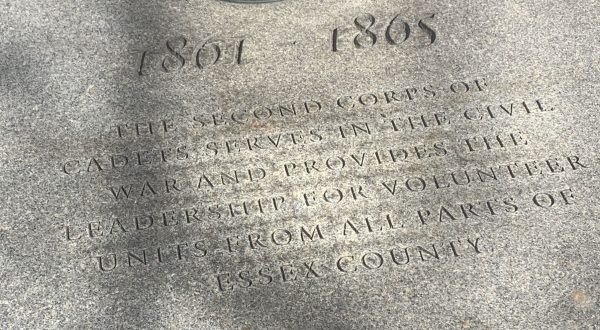 1861 - 1865
THE SECOND CORPS OF
CADETS SERVES IN THE CIVIL
WAR AND PROVIDES THE
LEADERSHIP FOR VOLUNTEER
UNITS FROM ALL PARTS OF
ESSEX COUNTY.